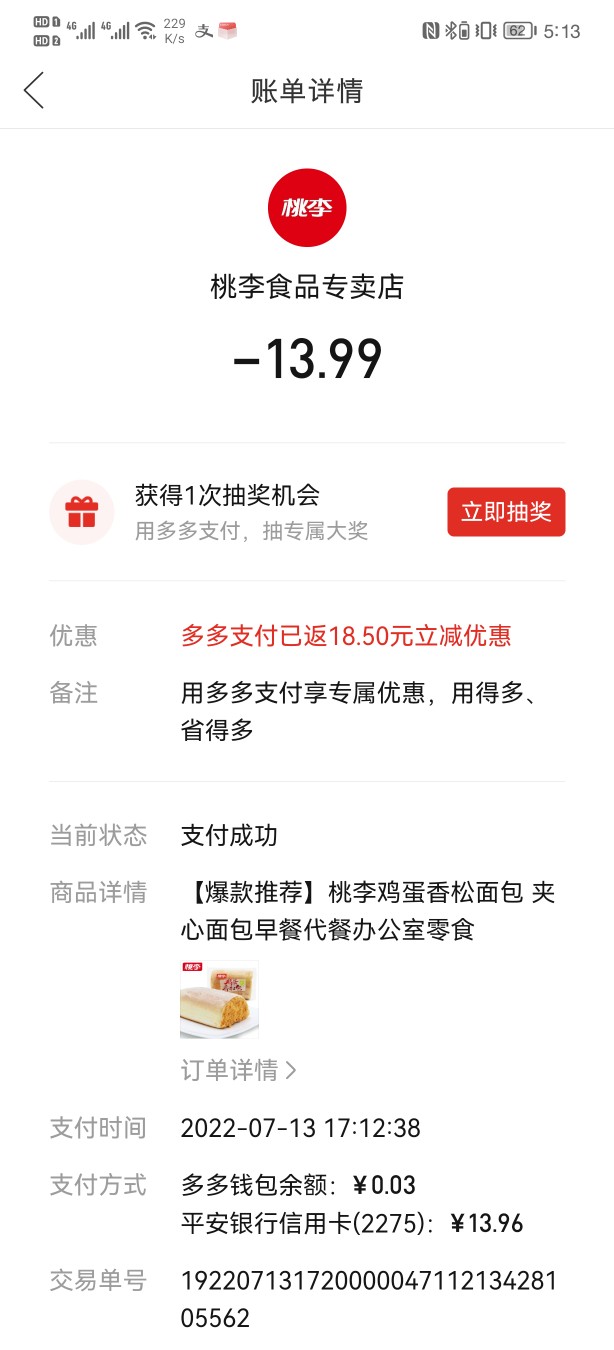 HD 1 4G 4G 229 K/s 支 62 5:13
HD 2
账单详情
桃李
桃李食品专卖店
-13.99
获得1次抽奖机会
用多多支付，抽专属大奖
立即抽奖
优惠 多多支付已返18.50元立减优惠
备注 用多多支付享专属优惠，用得多、
省得多
当前状态 支付成功
商品详情 【爆款推荐】桃李鸡蛋香松面包 夹
心面包早餐代餐办公室零食
桃李
订单详情
支付时间 2022-07-13 17:12:38
支付方式 多多钱包余额：¥0.03
平安银行信用卡(2275)：¥13.96
交易单号 19220713172000004711213428​1
05562